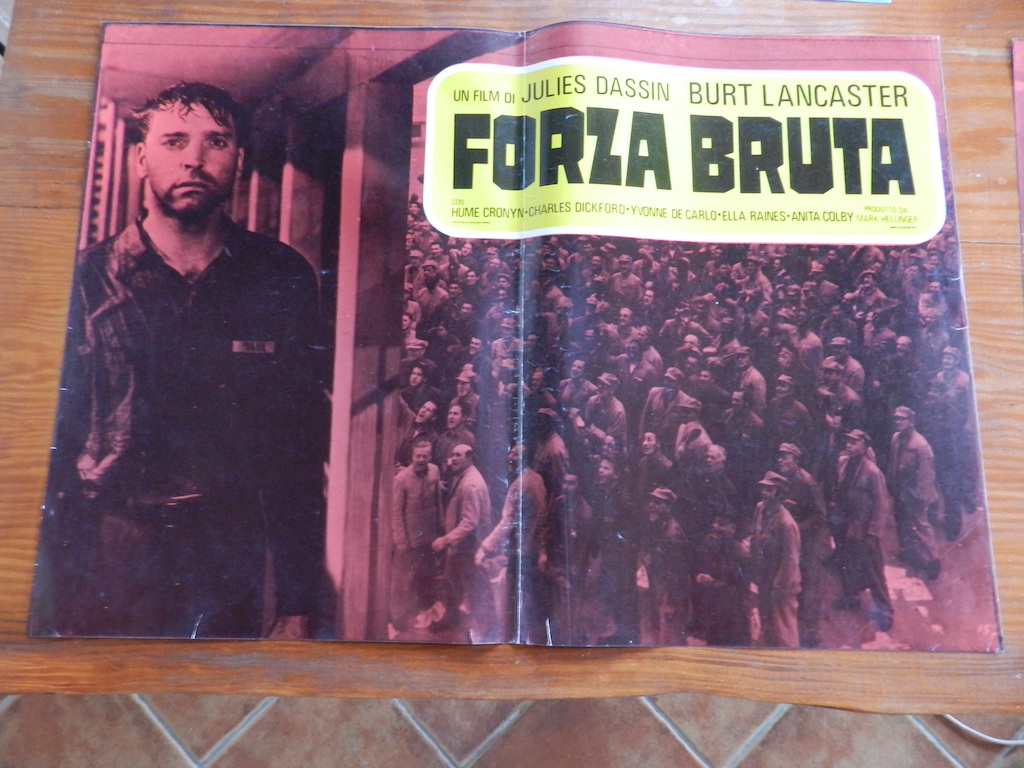 UN FILM DI JULIES DASSIN BURT LANCASTER
FORZA BRUTA
CON
HUME CRONYN•CHARLES DICKFORD•YVONNE DE CARLO•ELLA RAINES•ANITA COLBY
PRODOTTO DA
MARK HELLINGER